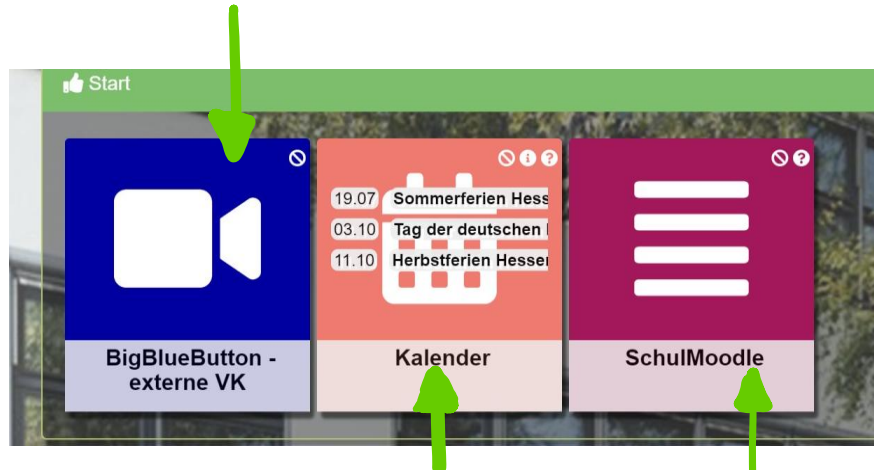 Start
19.07 Sommerferien Hess
03.10 Tag der deutschen
11.10 Herbstferien Hessen
BigBlueButton -
externe VK
Kalender
SchulMoodle